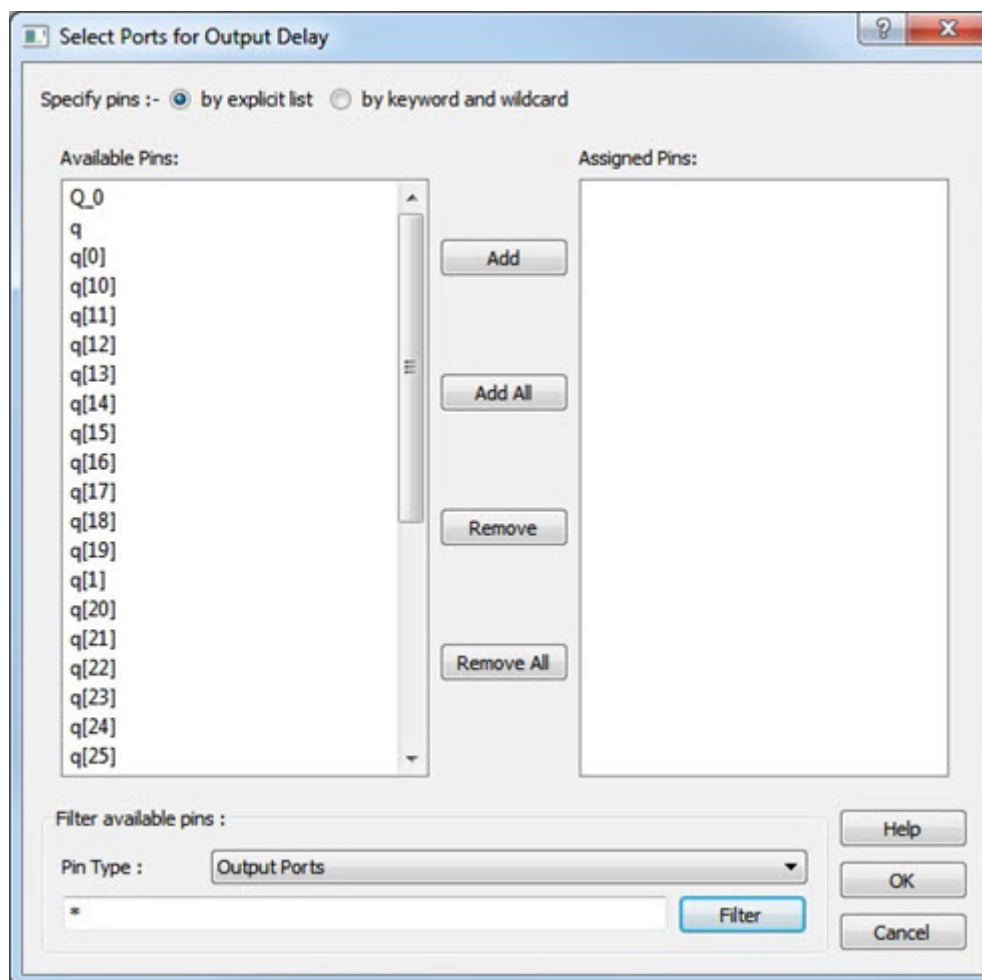 Select Ports for Output Delay
Specify pins :- by explicit list by keyword and wildcard
Available Pins:
Assigned Pins:
Q_0
q
q[0]
q[10]
q[11]
q[12]
q[13]
q[14]
q[15]
q[16]
q[17]
q[18]
q[19]
q[1]
q[20]
q[21]
q[22]
q[23]
q[24]
q[25]
Add
Add All
Remove
Remove All
Filter available pins :
Pin Type : Output Ports
*
Filter
Help
OK
Cancel